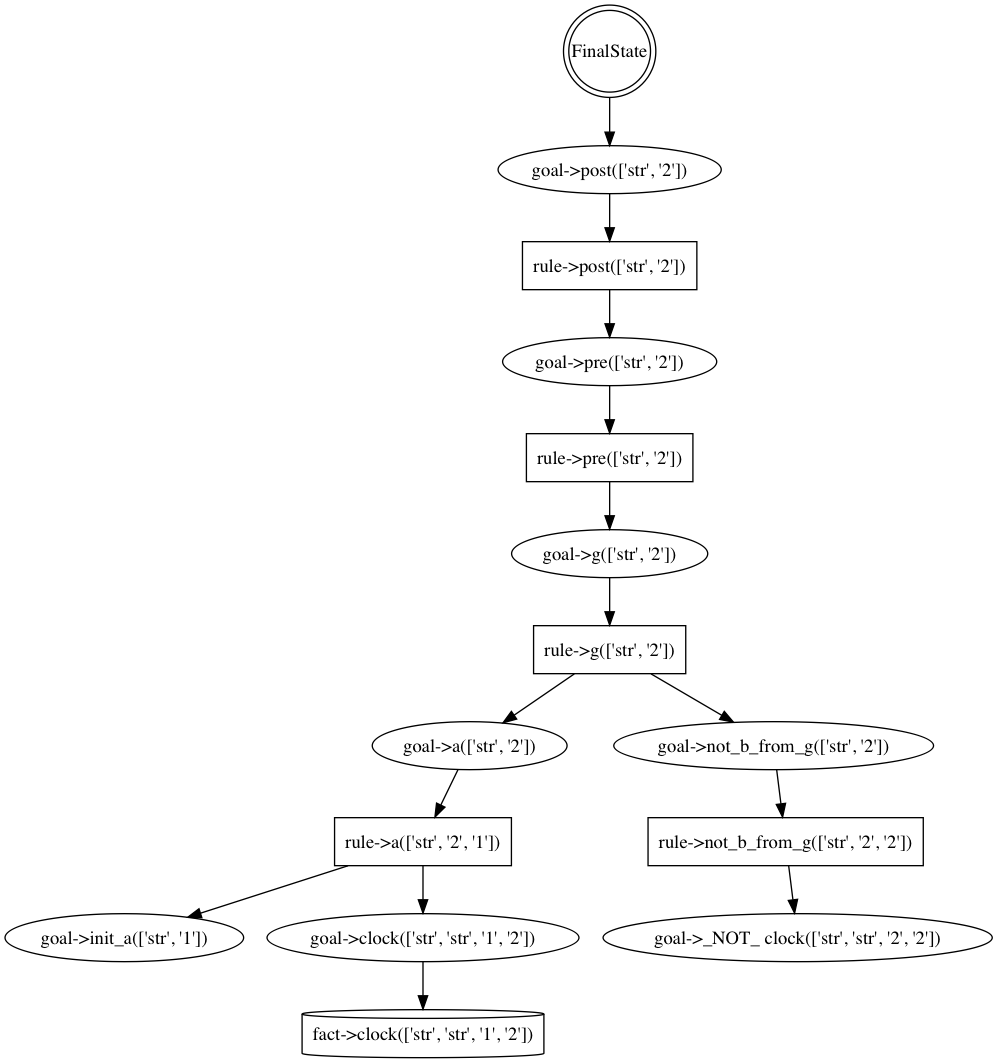 FinalState
goal->post(['str', '2'])
rule->post(['str', '2'])
goal->pre(['str', '2'])
rule->pre(['str', '2'])
goal->g(['str', '2'])
rule->g(['str', '2'])
goal->a(['str', '2'])
goal->not_b_from_g(['str', '2'])
rule->a(['str', '2', '1'])
rule->not_b_from_g(['str', '2', '2'])
goal->init_a(['str', '1'])
goal->clock(['str', 'str', '1', '2'])
goal->_NOT_ clock(['str', 'str', '2', '2'])
fact->clock(['str', 'str', '1', '2'])